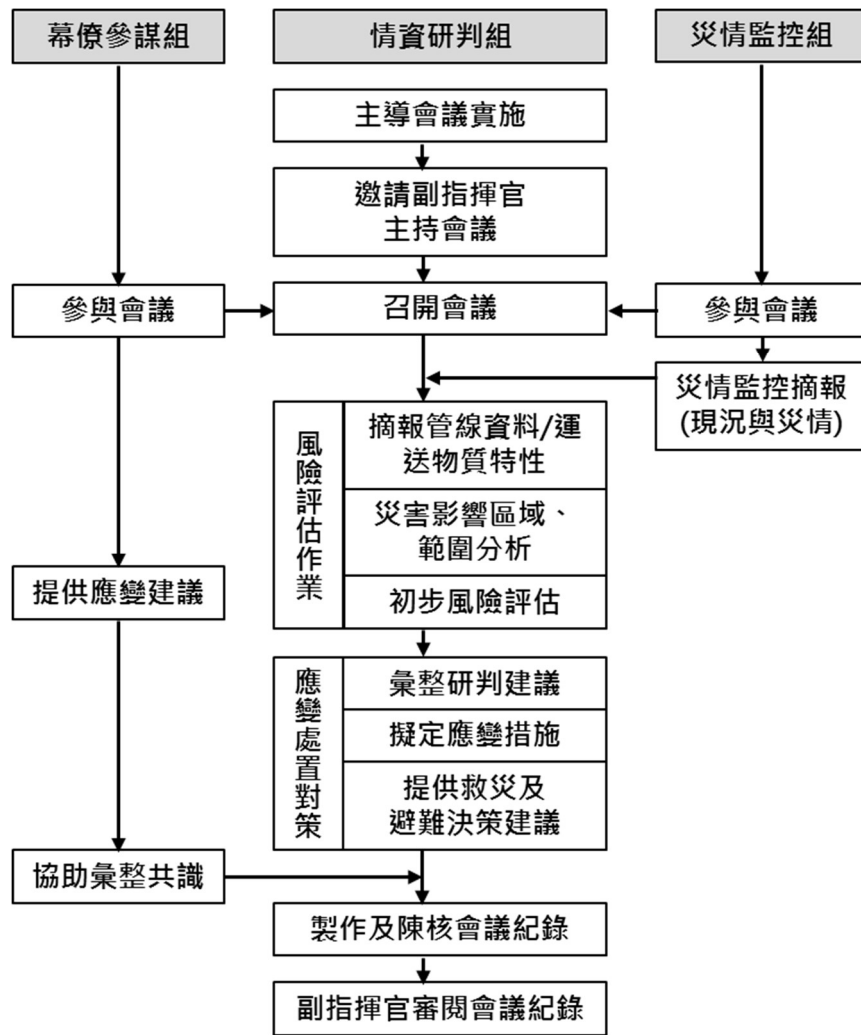 幕僚參謀組
情資研判組
災情監控組
主導會議實施
邀請副指揮官
主持會議
參與會議
召開會議
參與會議
災情監控摘報
(現況與災情)
風險評估作業
摘報管線資料/運
送物質特性
災害影響區域、
範圍分析
初步風險評估
提供應變建議
應變處置對策
彙整研判建議
擬定應變措施
提供救災及
避難決策建議
協助彙整共識
製作及陳核會議紀錄
副指揮官審閱會議紀錄